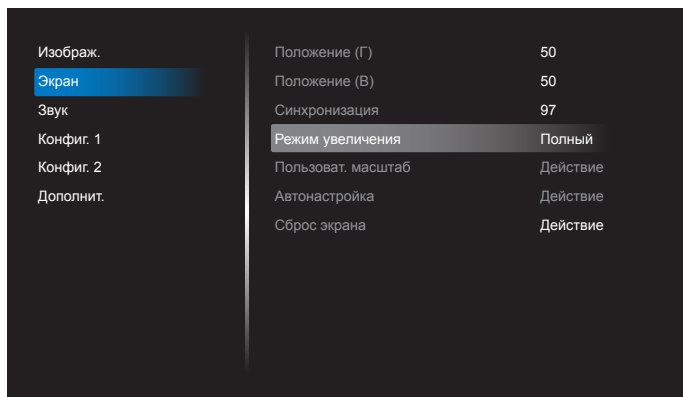 Изображ.
Экран
Звук
Конфиг. 1
Конфиг. 2
Дополнит.
Положение (Г) 50
Положение (В) 50
Синхронизация 97
Режим увеличения Полный
Пользоват. масштаб Действие
Автонастройка Действие
Сброс экрана Действие